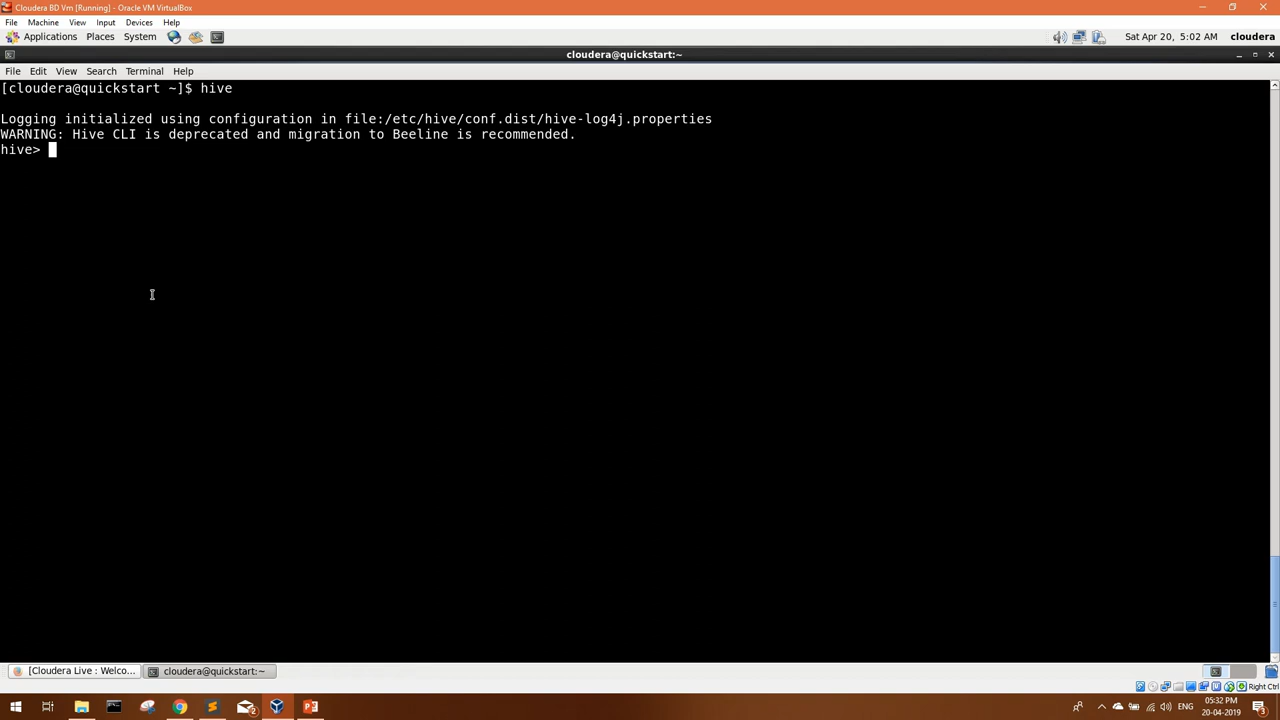 Cloudera BD Vm [Running] - Oracle VM VirtualBox
File Machine View Input Devices Help
Applications Places System Sat Apr 20, 5:02 AM cloudera
cloudera@quickstart:~
File Edit View Search Terminal Help
[cloudera@quickstart ~]$ hive
Logging initialized using configuration in file:/etc/hive/conf.dist/hive-log4j.properties
WARNING: Hive CLI is deprecated and migration to Beeline is recommended.
hive>
[Cloudera Live : Welco... cloudera@quickstart:~
Right Ctrl
05:32 PM
ENG
20-04-2019